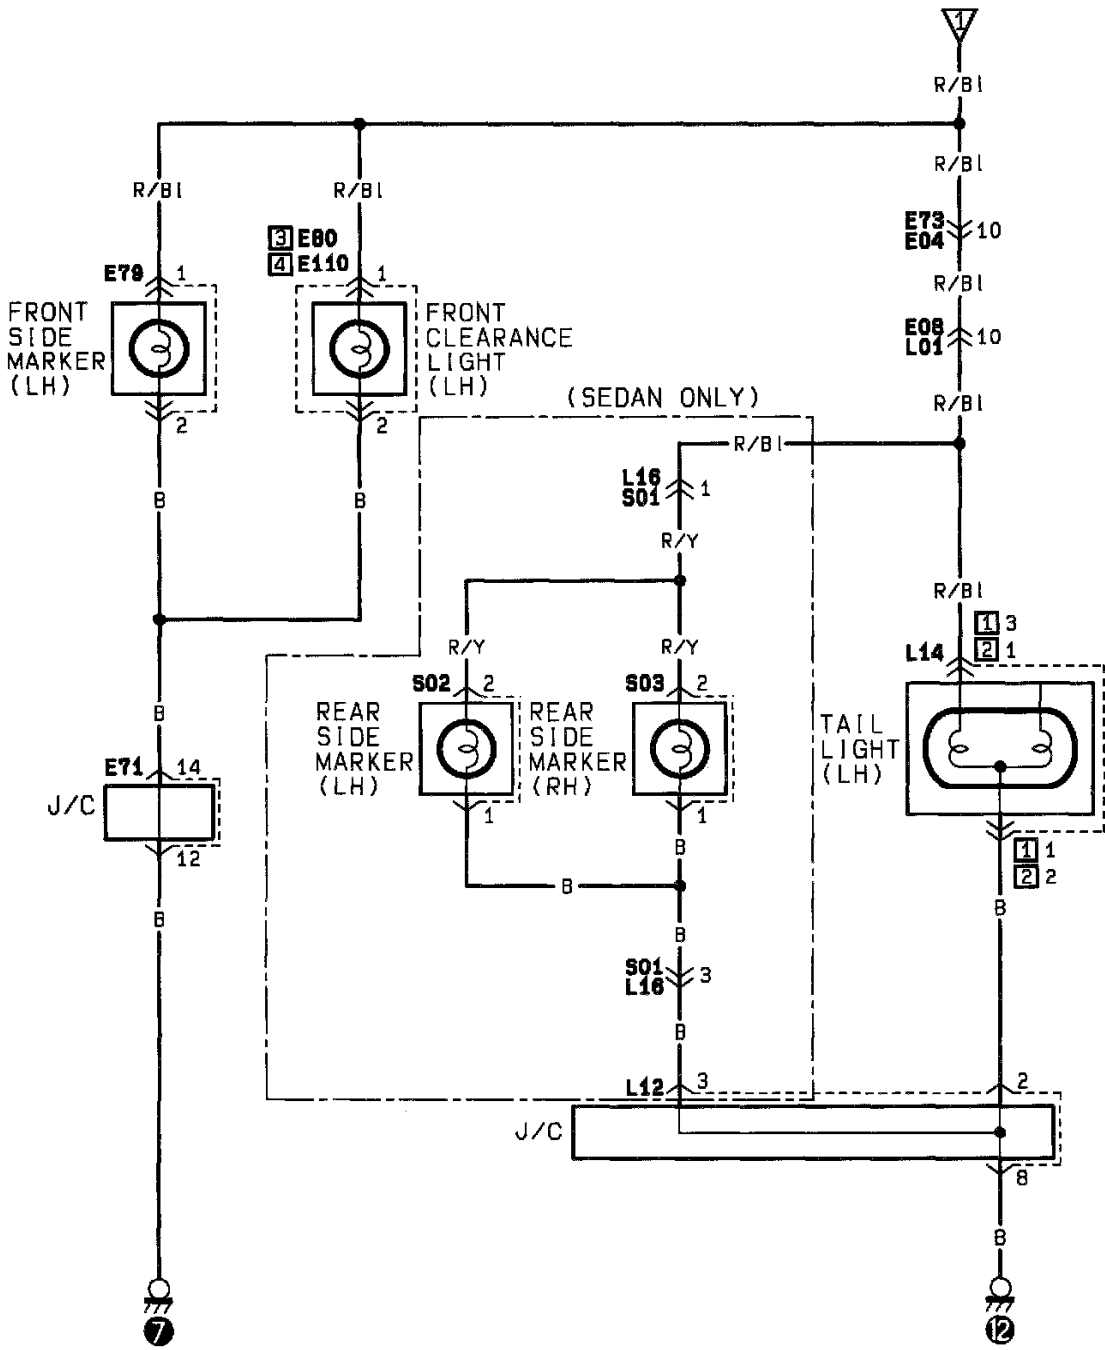 1
R/Bl
R/Bl
R/Bl
R/Bl
E73
E04
10
3 E80
4 E110
E79
1
1
R/Bl
FRONT
SIDE
MARKER
(LH)
FRONT
CLEARANCE
LIGHT
(LH)
E08
L01
10
2
2
(SEDAN ONLY)
R/Bl
R/Bl
L16
S01
1
B
B
R/Y
R/Bl
1 3
2 1
L14
R/Y
R/Y
S02
2
S03
2
REAR
SIDE
MARKER
(LH)
REAR
SIDE
MARKER
(RH)
TAIL
LIGHT
(LH)
B
E71
14
J/C
12
1
1
B
1 1
2 2
B
B
B
B
S01
L16
3
B
L12
3
2
J/C
8
B
7
12